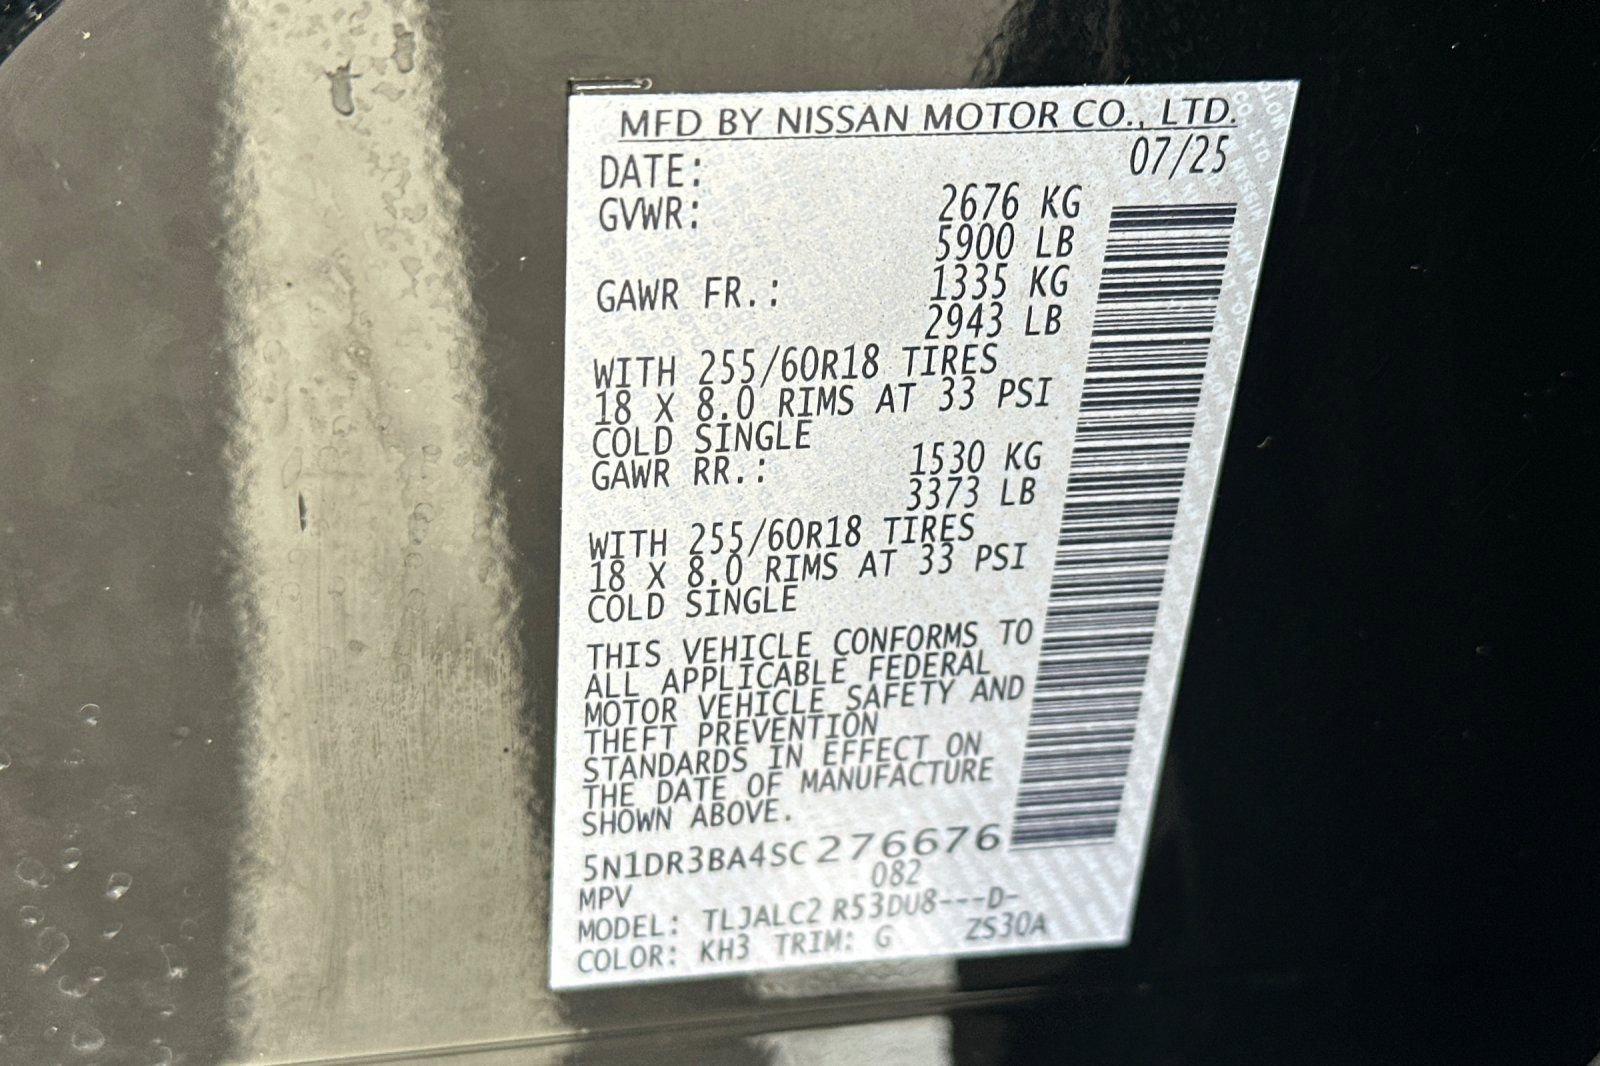 MFD BY NISSAN MOTOR CO., LTD.
DATE: 07/25
GVWR: 2676 KG
5900 LB
GAWR FR.: 1335 KG
2943 LB
WITH 255/60R18 TIRES
18 X 8.0 RIMS AT 33 PSI
COLD SINGLE
GAWR RR.: 1530 KG
3373 LB
WITH 255/60R18 TIRES
18 X 8.0 RIMS AT 33 PSI
COLD SINGLE
THIS VEHICLE CONFORMS TO
ALL APPLICABLE FEDERAL
MOTOR VEHICLE SAFETY AND
THEFT PREVENTION
STANDARDS IN EFFECT ON
THE DATE OF MANUFACTURE
SHOWN ABOVE.
5N1DR3BA4SC276676
MPV 082
MODEL: TLJALC2 R53DU8---D-
COLOR: KH3 TRIM: G ZS30A